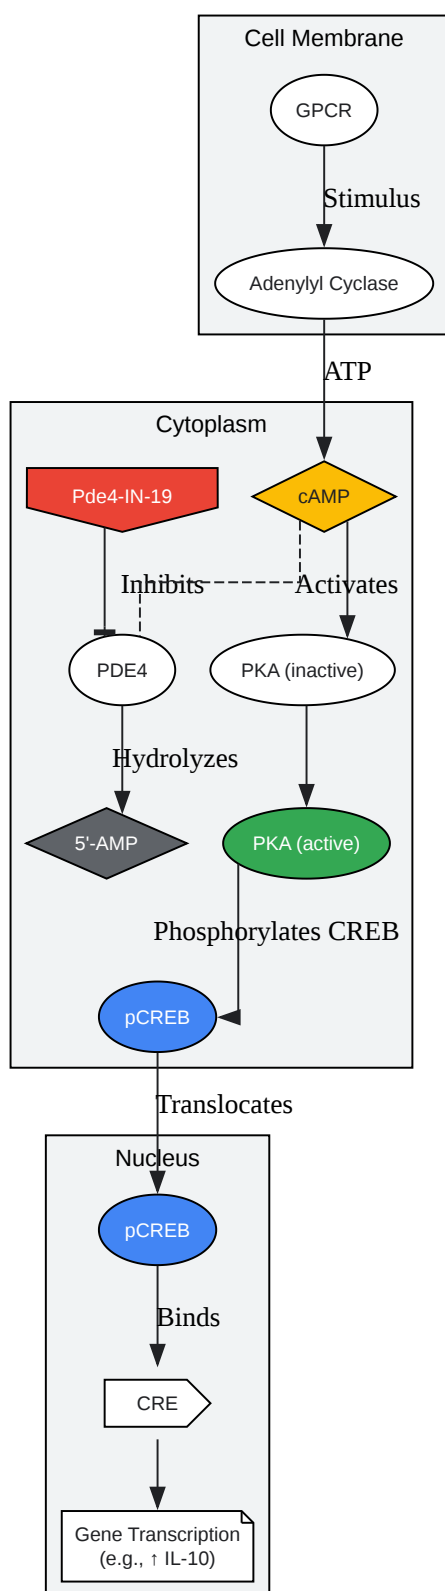 Cell Membrane
GPCR
Stimulus
Adenylyl Cyclase
ATP
Cytoplasm
Pde4-IN-19
cAMP
Inhibits
Activates
PDE4
PKA (inactive)
Hydrolyzes
5'-AMP
PKA (active)
Phosphorylates CREB
pCREB
Translocates
Nucleus
pCREB
Binds
CRE
Gene Transcription
(e.g., ↑ IL-10)